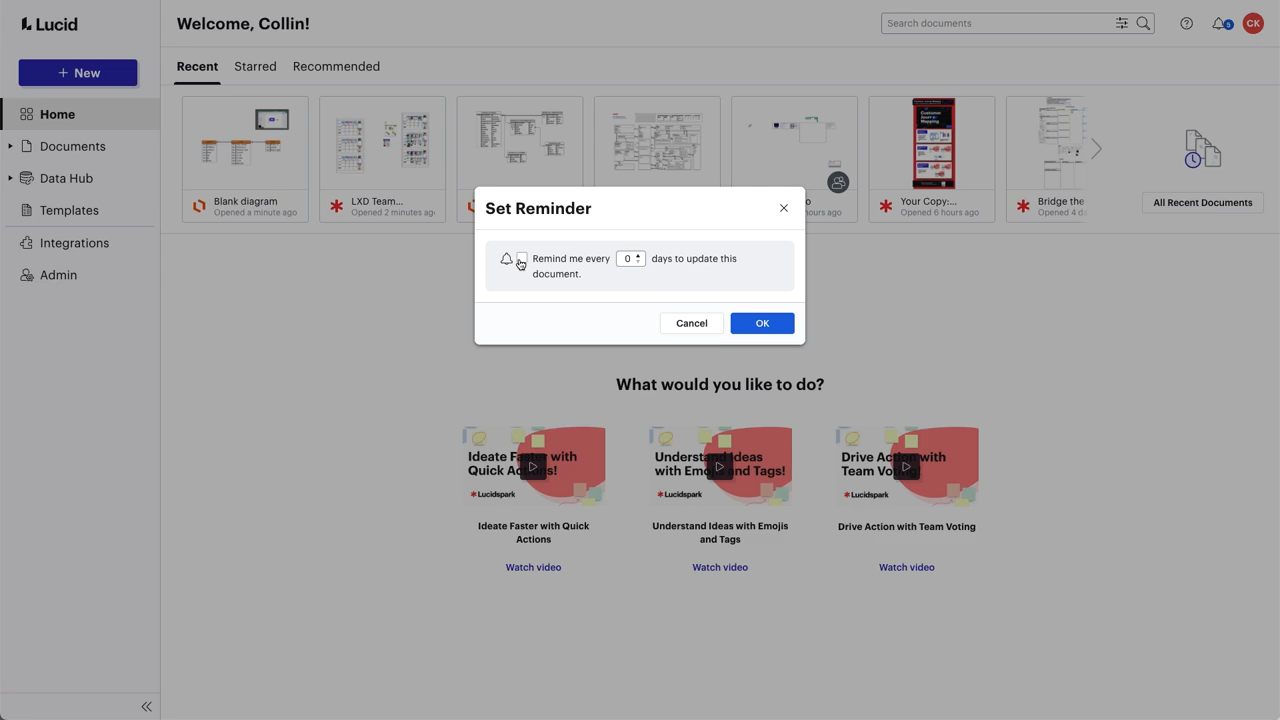 Lucid
Welcome, Collin!
Search documents
5
CK
+ New
Recent
Starred
Recommended
Home
Documents
Data Hub
Templates
Integrations
Admin
Blank diagram
Opened a minute ago
LXD Team...
Opened 2 minutes ago
o
hours ago
Your Copy:...
Opened 6 hours ago
Bridge the
Opened 4 d
All Recent Documents
Set Reminder
Remind me every 0 days to update this
document.
Cancel
OK
What would you like to do?
Ideate Faster with
Quick Actions!
Lucidspark
Understand Ideas
with Emojis and Tags!
Lucidspark
Drive Action with
Team Voting
Lucidspark
Ideate Faster with Quick
Actions
Watch video
Understand Ideas with Emojis
and Tags
Watch video
Drive Action with Team Voting
Watch video